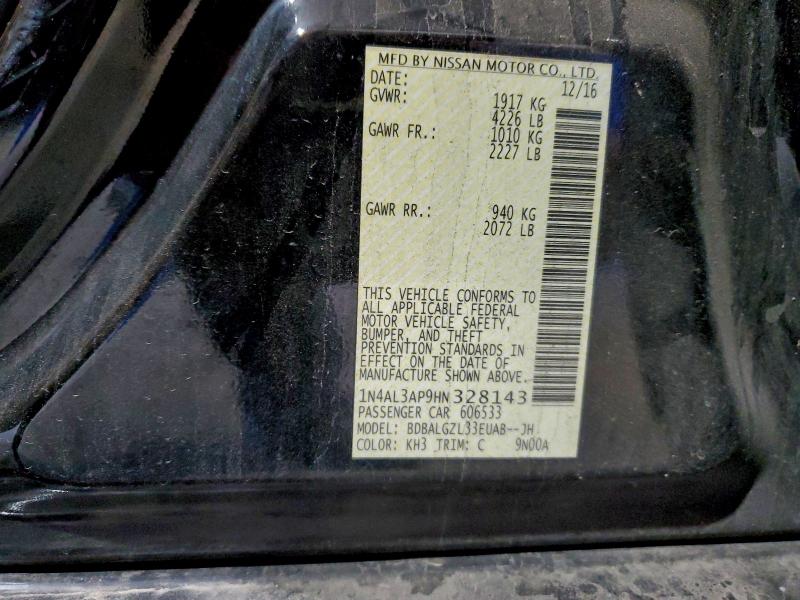 MFD BY NISSAN MOTOR CO., LTD.
DATE: 12/16
GVWR: 1917 KG
4226 LB
GAWR FR.: 1010 KG
2227 LB
GAWR RR.: 940 KG
2072 LB
THIS VEHICLE CONFORMS TO
ALL APPLICABLE FEDERAL
MOTOR VEHICLE SAFETY,
BUMPER, AND THEFT
PREVENTION STANDARDS IN
EFFECT ON THE DATE OF
MANUFACTURE SHOWN ABOVE.
1N4AL3AP9HN328143
PASSENGER CAR 606533
MODEL: BDBALGZL33EUAB--JH
COLOR: KH3 TRIM: C 9N00A